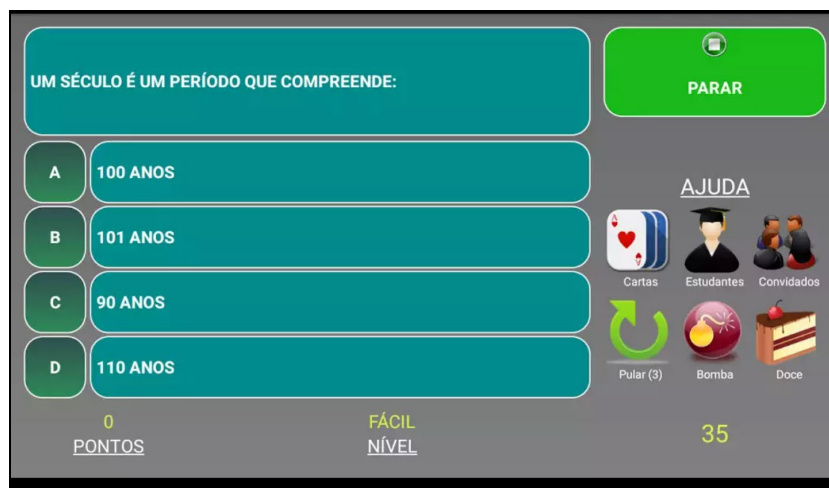 UM SÉCULO É UM PERÍODO QUE COMPREENDE:
PARAR
A
100 ANOS
B
101 ANOS
C
90 ANOS
D
110 ANOS
AJUDA
Cartas
Estudantes
Convidados
Pular (3)
Bomba
Doce
0
PONTOS
FÁCIL
NÍVEL
35